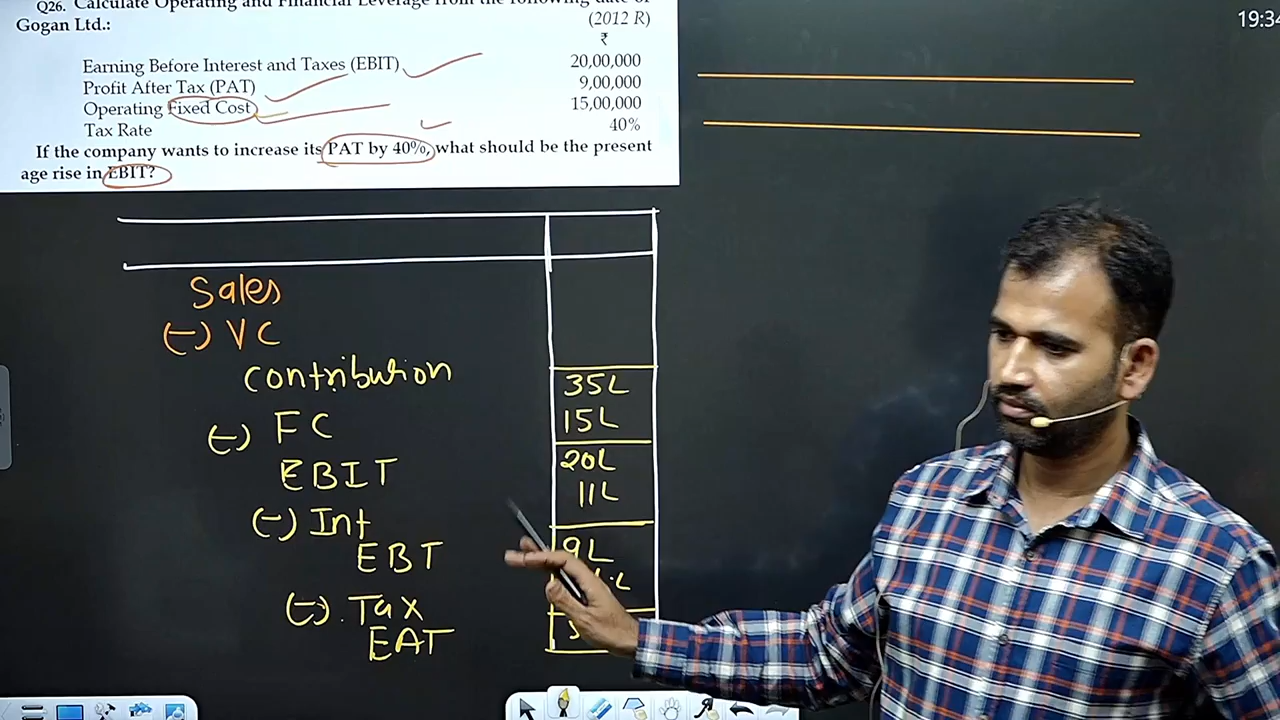 Q26. Calculate Operating and Financial Leverage from the following date of
Gogan Ltd.: (2012 R)
₹
Earning Before Interest and Taxes (EBIT) 20,00,000
Profit After Tax (PAT) 9,00,000
Operating Fixed Cost 15,00,000
Tax Rate 40%
If the company wants to increase its PAT by 40%, what should be the present
age rise in EBIT?
19:34
Sales
(-) VC
Contribution 35L
(-) FC 15L
EBIT 20L
(-) Int 11L
EBT 9L
(-) Tax
EAT